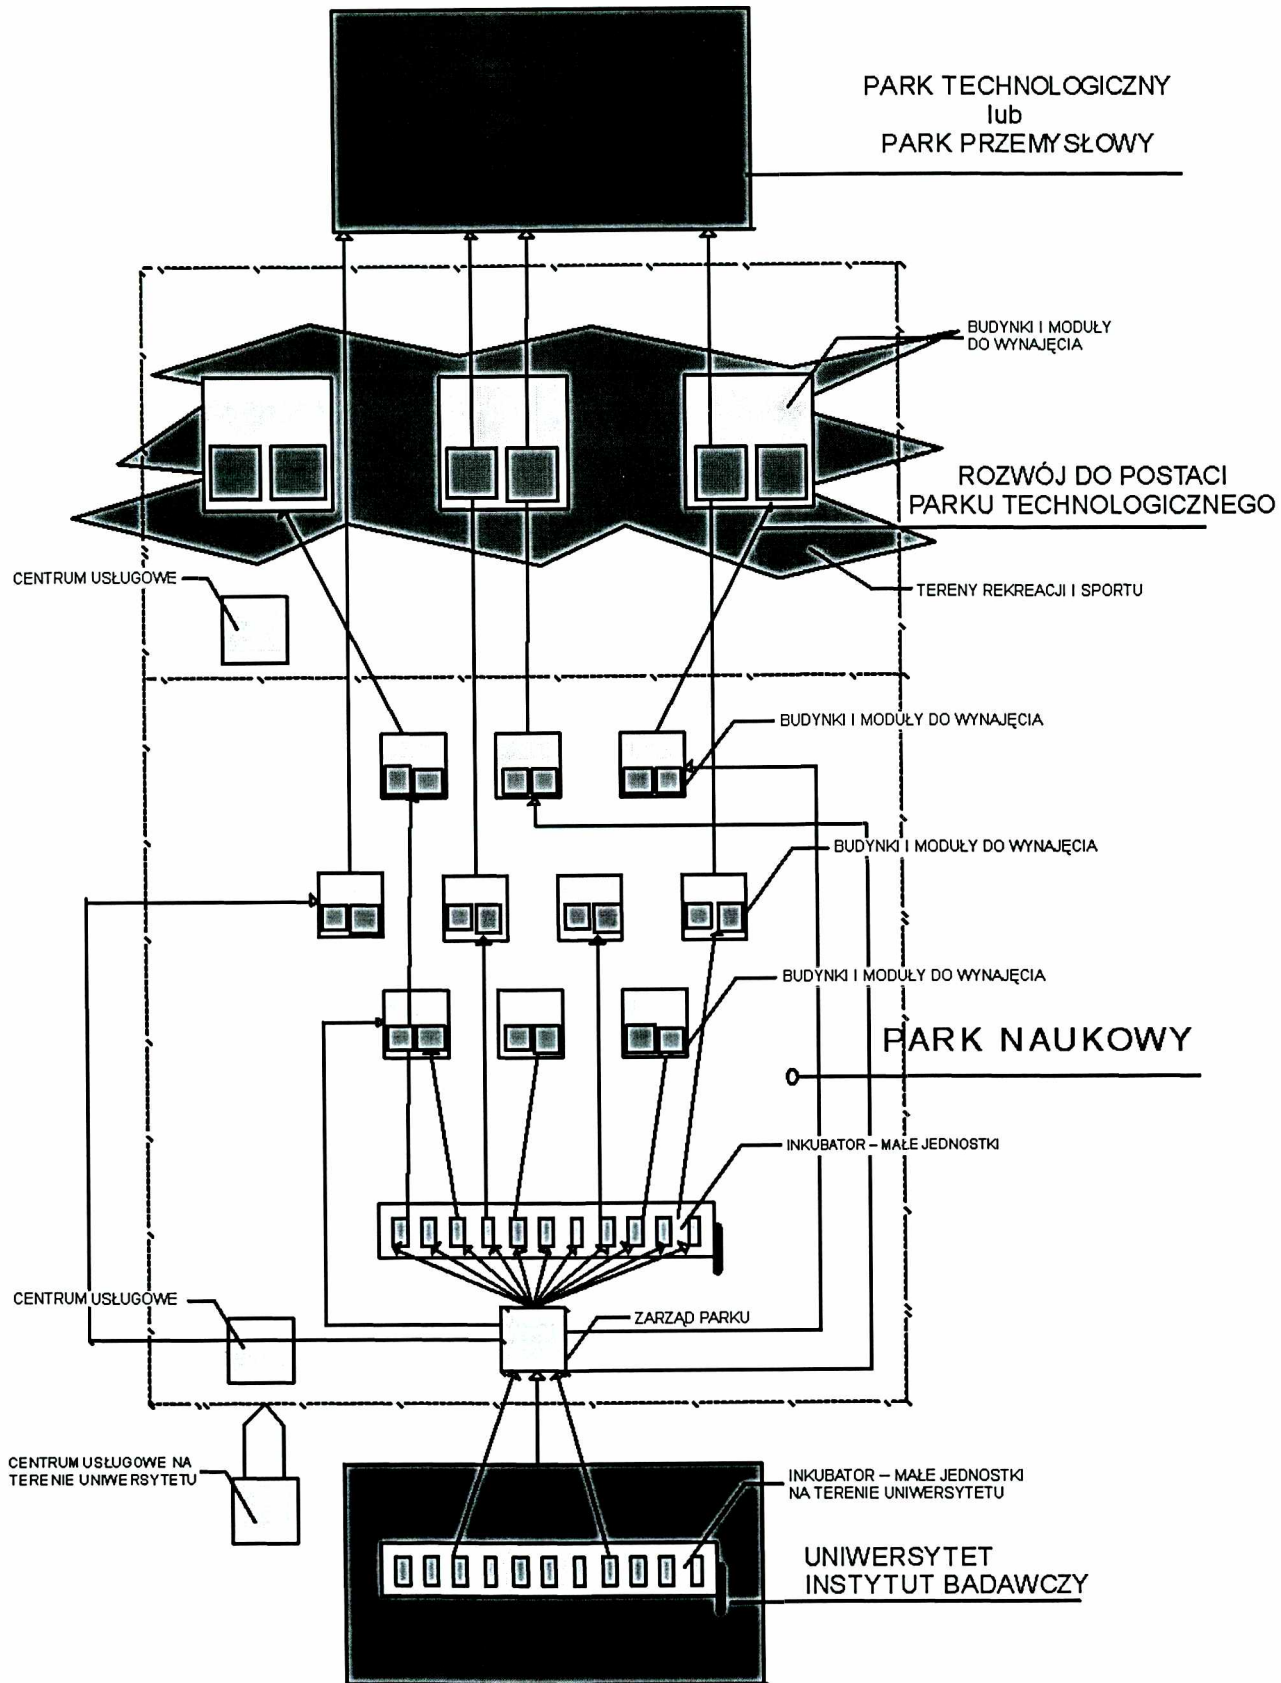 PARK TECHNOLOGICZNY
lub
PARK PRZEMYSŁOWY
BUDYNKI I MODUŁY
DO WYNAJĘCIA
ROZWÓJ DO POSTACI
PARKU TECHNOLOGICZNEGO
CENTRUM USŁUGOWE
TERENY REKREACJI I SPORTU
BUDYNKI I MODUŁY DO WYNAJĘCIA
BUDYNKI I MODUŁY DO WYNAJĘCIA
BUDYNKI I MODUŁY DO WYNAJĘCIA
PARK NAUKOWY
INKUBATOR – MAŁE JEDNOSTKI
CENTRUM USŁUGOWE
ZARZĄD PARKU
CENTRUM USŁUGOWE NA
TERENIE UNIWERSYTETU
INKUBATOR – MAŁE JEDNOSTKI
NA TERENIE UNIWERSYTETU
UNIWERSYTET
INSTYTUT BADAWCZY